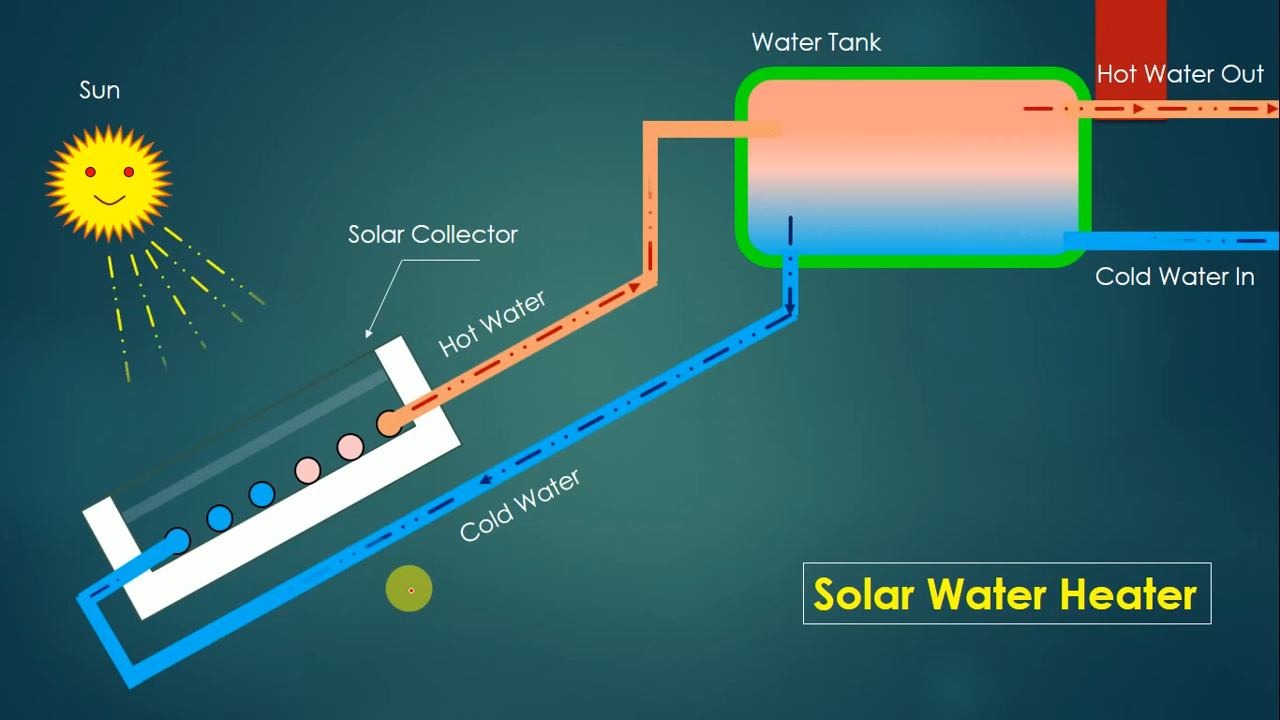 Water Tank
Hot Water Out
Sun
Solar Collector
Cold Water In
Hot Water
Cold Water
Solar Water Heater